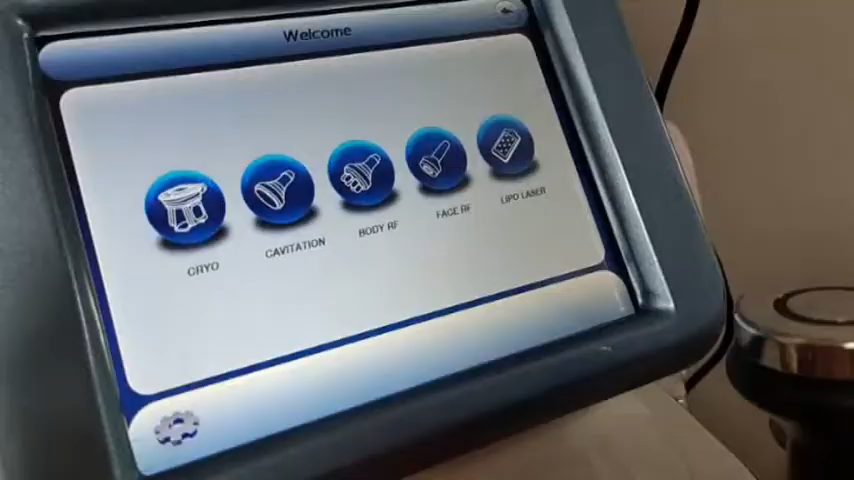 Welcome
CRYO
CAVITATION
BODY RF
FACE RF
LIPO LASER